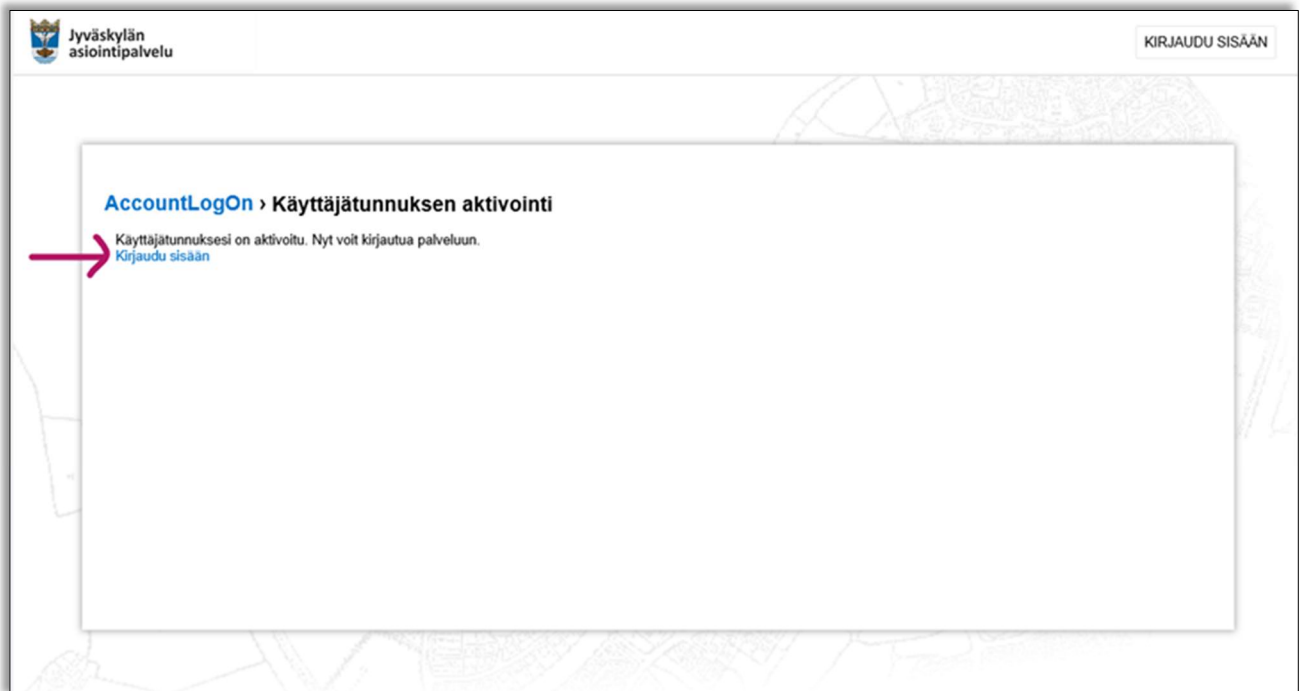 Jyväskylän
asiointipalvelu
KIRJAUDU SISÄÄN
AccountLogOn › Käyttäjätunnuksen aktivointi
Käyttäjätunnuksesi on aktivoitu. Nyt voit kirjautua palveluun.
Kirjaudu sisään